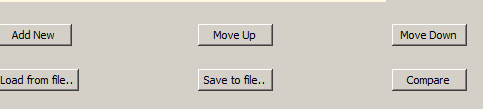 Add New
Move Up
Move Down
Load from file..
Save to file..
Compare